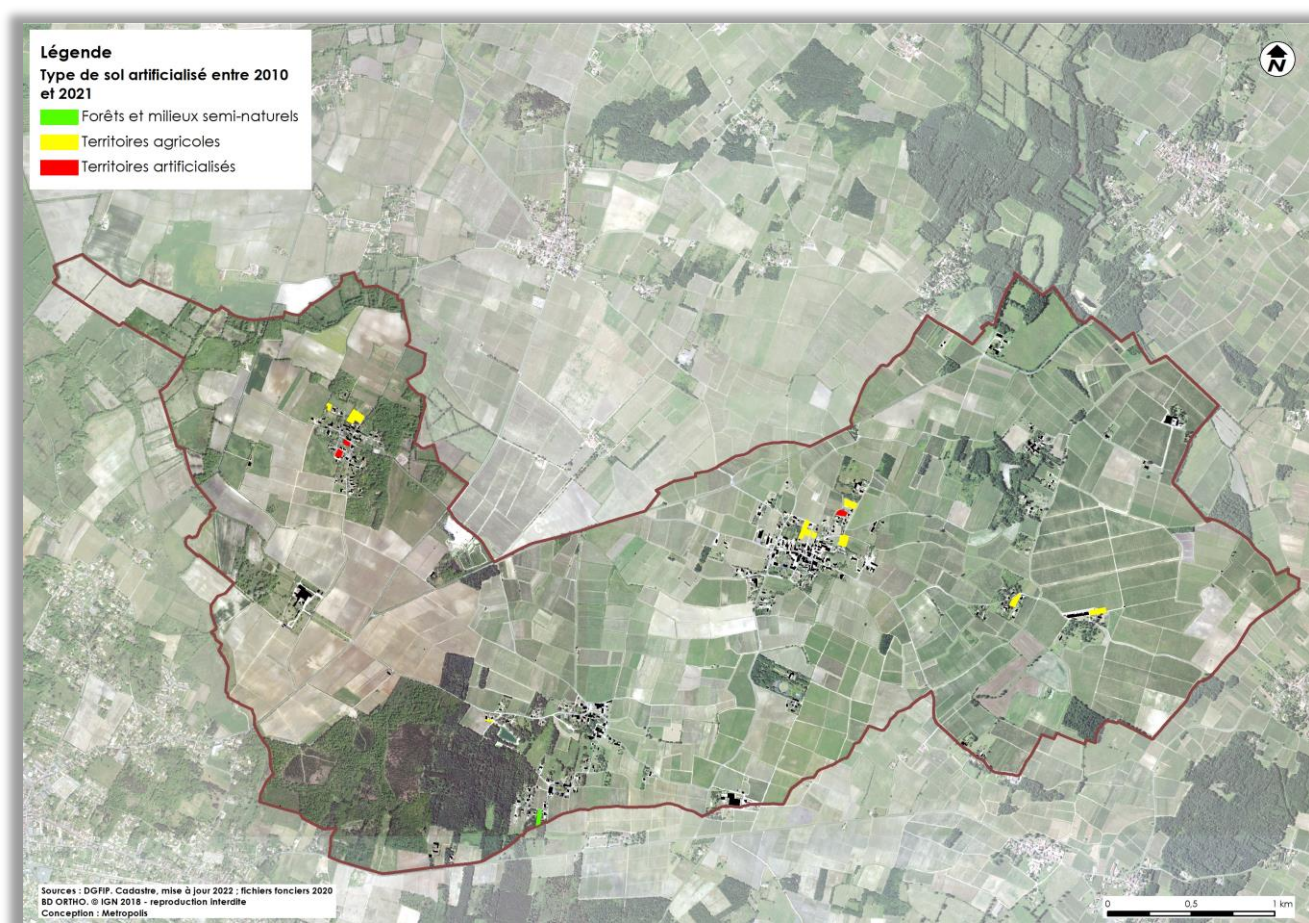 Légende
Type de sol artificialisé entre 2010
et 2021
Forêts et milieux semi-naturels
Territoires agricoles
Territoires artificialisés
N
Sources : DGFIP. Cadastre, mise à jour 2022 ; fichiers fonciers 2020
BD ORTHO. © IGN 2018 - reproduction interdite
Conception : Metropolis
0 0,5 1 km